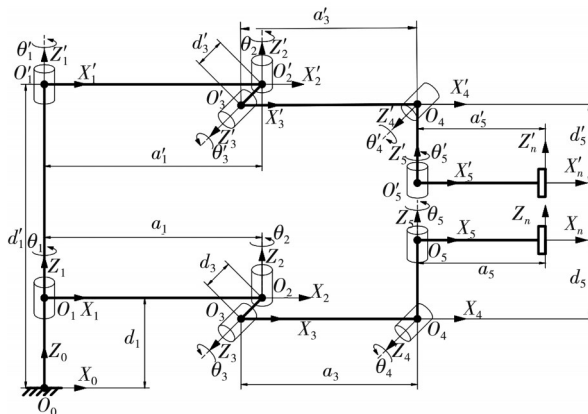 a′3
θ′1 Z′1 d′3 θ2 Z′2
O′1 X′1 O′2 X′2 X′4
O′3 X′3 O4
Z′3 θ′3 Z′4 θ′4 a′5 d′5
a′1 Z′5 θ′5 Z′n
O′5 X′5 X′n
a1 Z5 θ5 Zn
d′1 θ1 θ2 X5 Xn
Z1 d3 Z2 O5 a5 d5
O1 X1 O2 X2
O3 X3 O4 X4
d1 Z3 θ3 Z4 θ4
Z0 a3
X0
O0